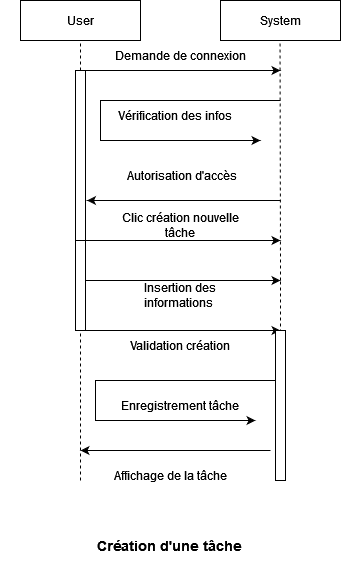 User
System
Demande de connexion
Vérification des infos
Autorisation d'accès
Clic création nouvelle
tâche
Insertion des
informations
Validation création
Enregistrement tâche
Affichage de la tâche
Création d'une tâche